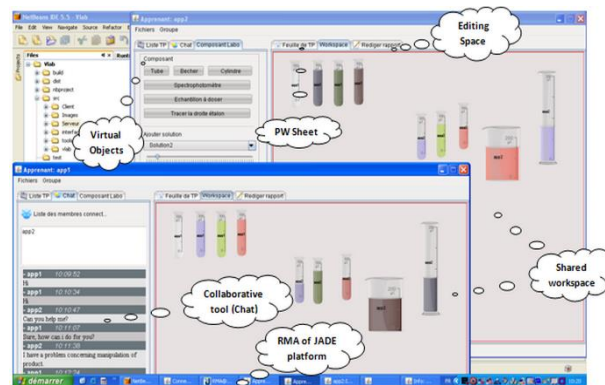 NetBeans IDE 5.5 - Vlab
File Edit View Navigate Source Refactor
Files
Vlab
build
dist
nbproject
src
Client
Images
Serveur
test
Apprenant: app2
Fichiers Groupe
Liste TP Chat Composant Labo
Feuille de TP Workspace Rediger rapport
Composant
Tube Becher Cylindre
Spectrophotomètre
Echantillon à doser
Tracer la droite étalon
Ajouter solution
Solution2
Editing
Space
PW Sheet
Virtual
Objects
Apprenant: app1
Fichiers Groupe
Liste TP Chat Composant Labo
Feuille de TP Workspace Rediger rapport
Liste des membres connect...
app2
- app1 10:09:52
Hi
- app1 10:10:34
Hi
- app2 10:10:47
Can you help me?
- app1 10:11:07
Sure, how can i do for you?
- app2 10:11:38
I have a problem concerning manipulation of
product.
Collaborative
tool (Chat)
Shared
workspace
RMA of JADE
platform
démarrer